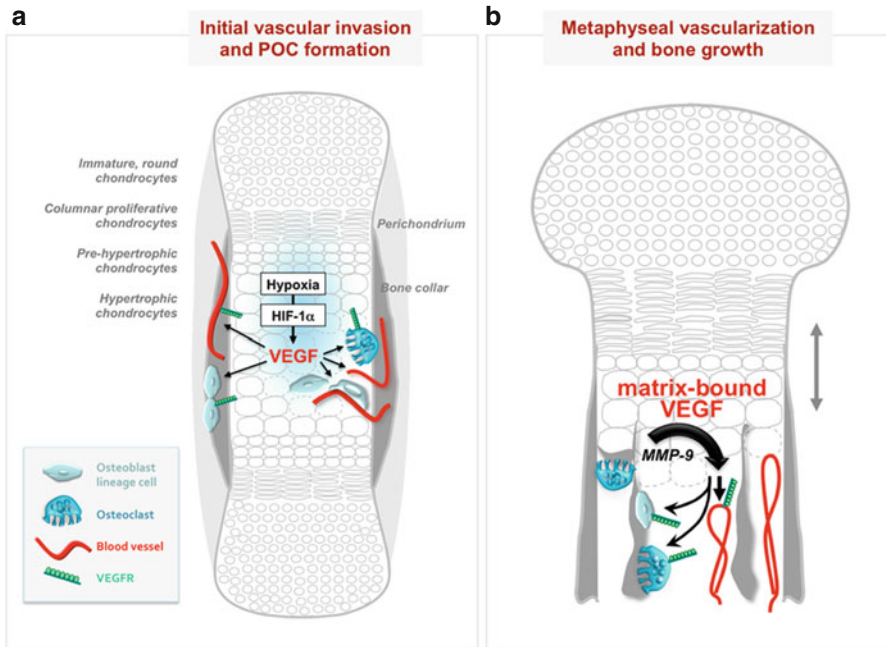 a
Initial vascular invasion
and POC formation
Immature, round
chondrocytes
Columnar proliferative
chondrocytes
Pre-hypertrophic
chondrocytes
Hypertrophic
chondrocytes
Perichondrium
Bone collar
Hypoxia
HIF-1α
VEGF
Osteoblast
lineage cell
Osteoclast
Blood vessel
VEGFR
b
Metaphyseal vascularization
and bone growth
matrix-bound
VEGF
MMP-9